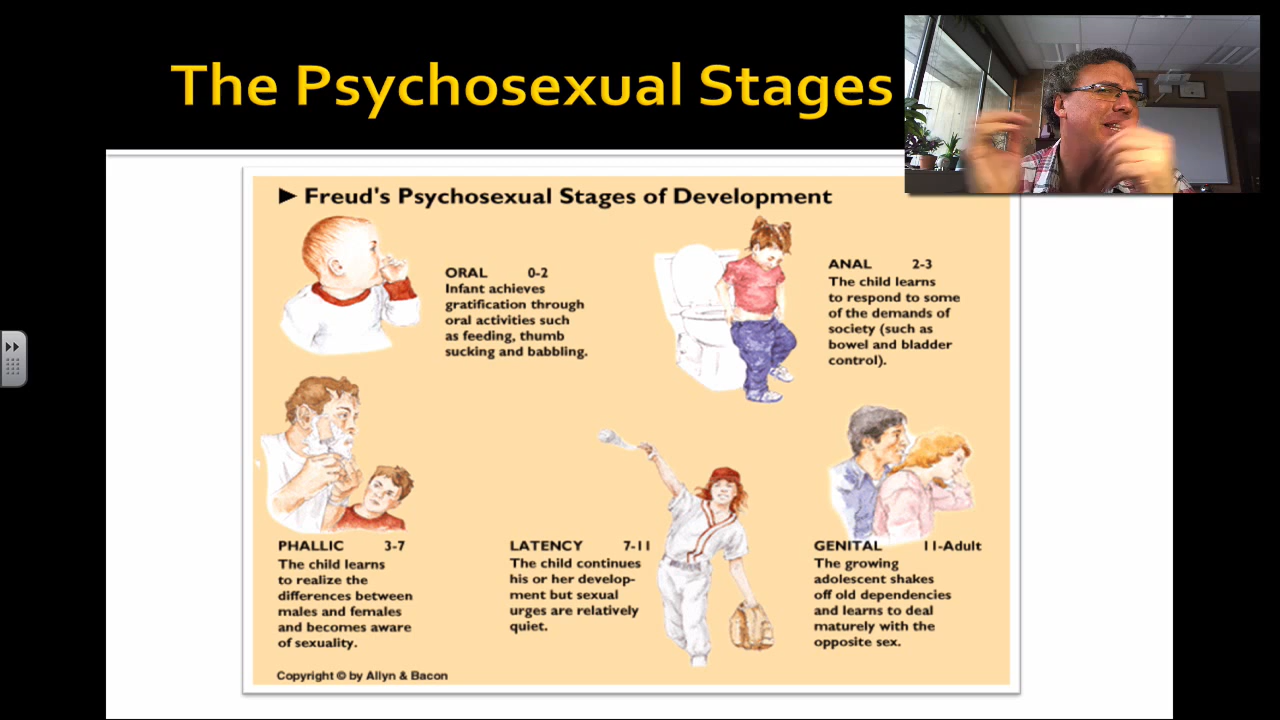 The Psychosexual Stages
► Freud's Psychosexual Stages of Development
ORAL 0-2
Infant achieves
gratification through
oral activities such
as feeding, thumb
sucking and babbling.
ANAL 2-3
The child learns
to respond to some
of the demands of
society (such as
bowel and bladder
control).
PHALLIC 3-7
The child learns
to realize the
differences between
males and females
and becomes aware
of sexuality.
LATENCY 7-11
The child continues
his or her develop-
ment but sexual
urges are relatively
quiet.
GENITAL 11-Adult
The growing
adolescent shakes
off old dependencies
and learns to deal
maturely with the
opposite sex.
Copyright © by Allyn & Bacon